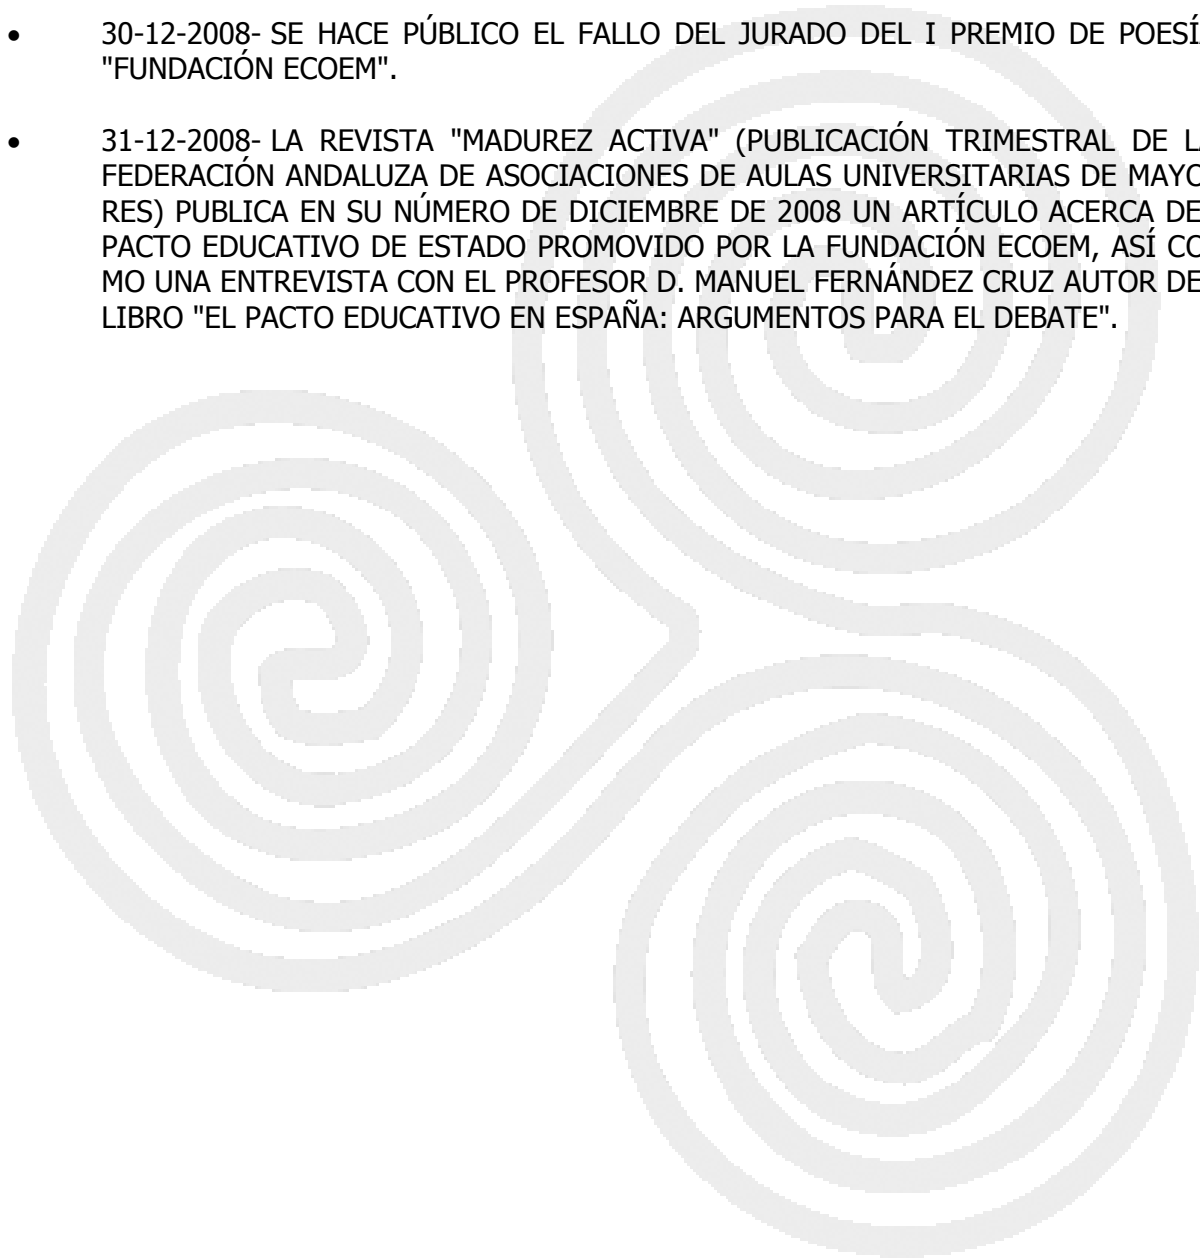 • 30-12-2008- SE HACE PÚBLICO EL FALLO DEL JURADO DEL I PREMIO DE POESÍ
"FUNDACIÓN ECOEM".
• 31-12-2008- LA REVISTA "MADUREZ ACTIVA" (PUBLICACIÓN TRIMESTRAL DE L
FEDERACIÓN ANDALUZA DE ASOCIACIONES DE AULAS UNIVERSITARIAS DE MAYO
RES) PUBLICA EN SU NÚMERO DE DICIEMBRE DE 2008 UN ARTÍCULO ACERCA DE
PACTO EDUCATIVO DE ESTADO PROMOVIDO POR LA FUNDACIÓN ECOEM, ASÍ CO
MO UNA ENTREVISTA CON EL PROFESOR D. MANUEL FERNÁNDEZ CRUZ AUTOR DE
LIBRO "EL PACTO EDUCATIVO EN ESPAÑA: ARGUMENTOS PARA EL DEBATE".